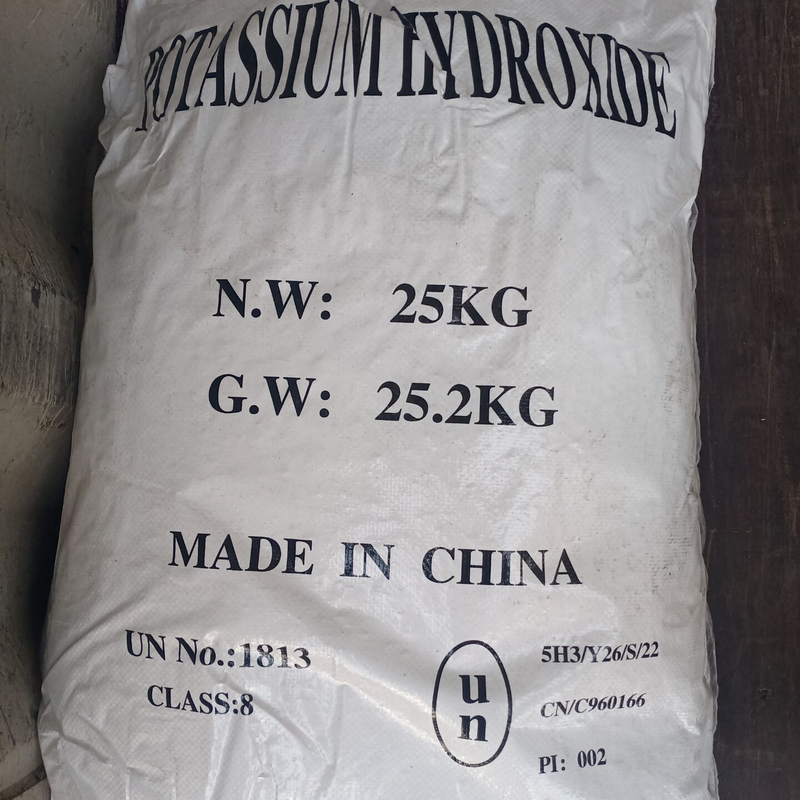 POTASSIUM HYDROXIDE
N.W: 25KG
G.W: 25.2KG
MADE IN CHINA
UN No.:1813
CLASS:8
un
5H3/Y26/S/22
CN/C960166
PI: 002